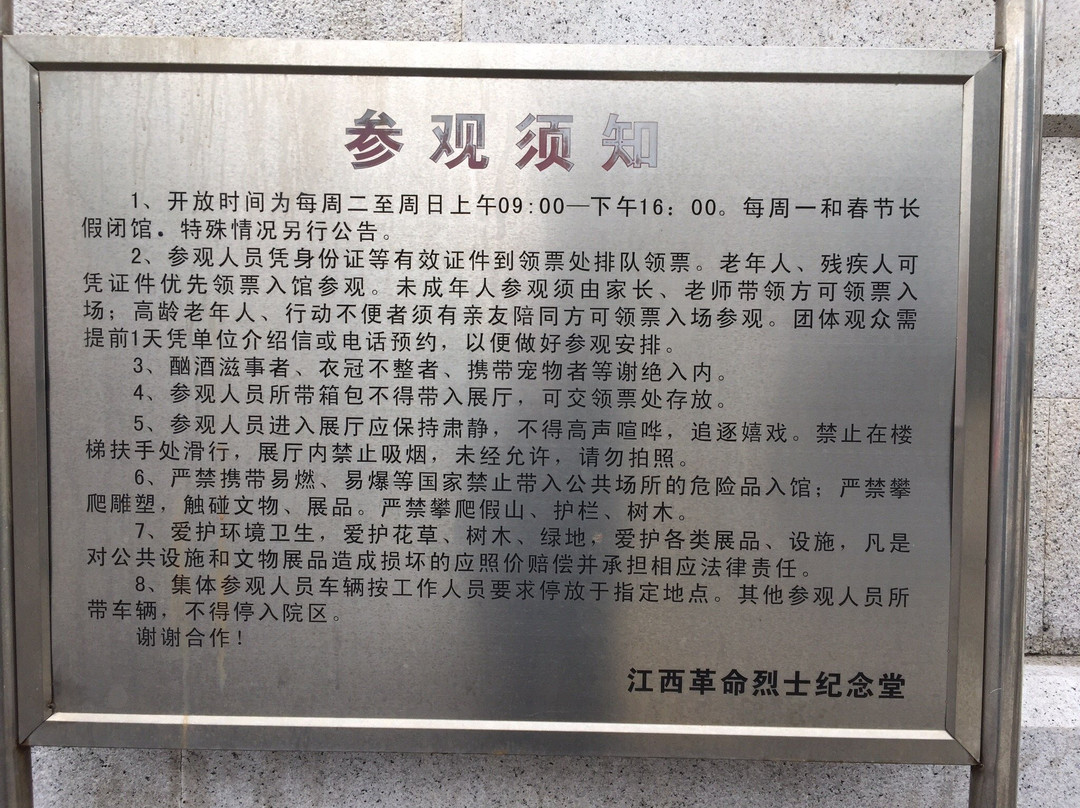 参观须知
1、开放时间为每周二至周日上午09:00—下午16：00。每周一和春节长
假闭馆。特殊情况另行公告。
2、参观人员凭身份证等有效证件到领票处排队领票。老年人、残疾人可
凭证件优先领票入馆参观。未成年人参观须由家长、老师带领方可领票入
场；高龄老年人、行动不便者须有亲友陪同方可领票入场参观。团体观众需
提前1天凭单位介绍信或电话预约，以便做好参观安排。
3、酗酒滋事者、衣冠不整者、携带宠物者等谢绝入内。
4、参观人员所带箱包不得带入展厅，可交领票处存放。
5、参观人员进入展厅应保持肃静，不得高声喧哗，追逐嬉戏。禁止在楼
梯扶手处滑行，展厅内禁止吸烟，未经允许，请勿拍照。
6、严禁携带易燃、易爆等国家禁止带入公共场所的危险品入馆；严禁攀
爬雕塑，触碰文物、展品。严禁攀爬假山、护栏、树木。
7、爱护环境卫生，爱护花草、树木、绿地。爱护各类展品、设施，凡是
对公共设施和文物展品造成损坏的应照价赔偿并承担相应法律责任。
8、集体参观人员车辆按工作人员要求停放于指定地点。其他参观人员所
带车辆，不得停入院区。
谢谢合作！
江西革命烈士纪念堂